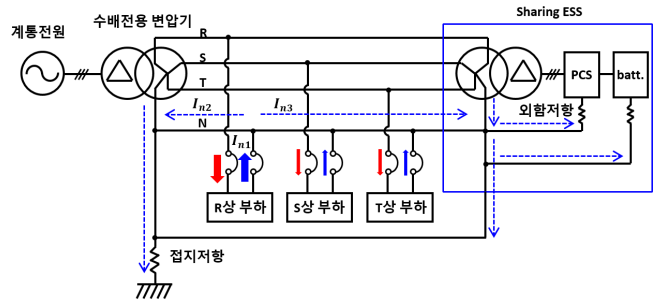 Sharing ESS
수배전용 변압기
계통전원
R
S
T
PCS
batt.
I_n2
I_n3
외함저항
N
I_n1
R상 부하
S상 부하
T상 부하
접지저항